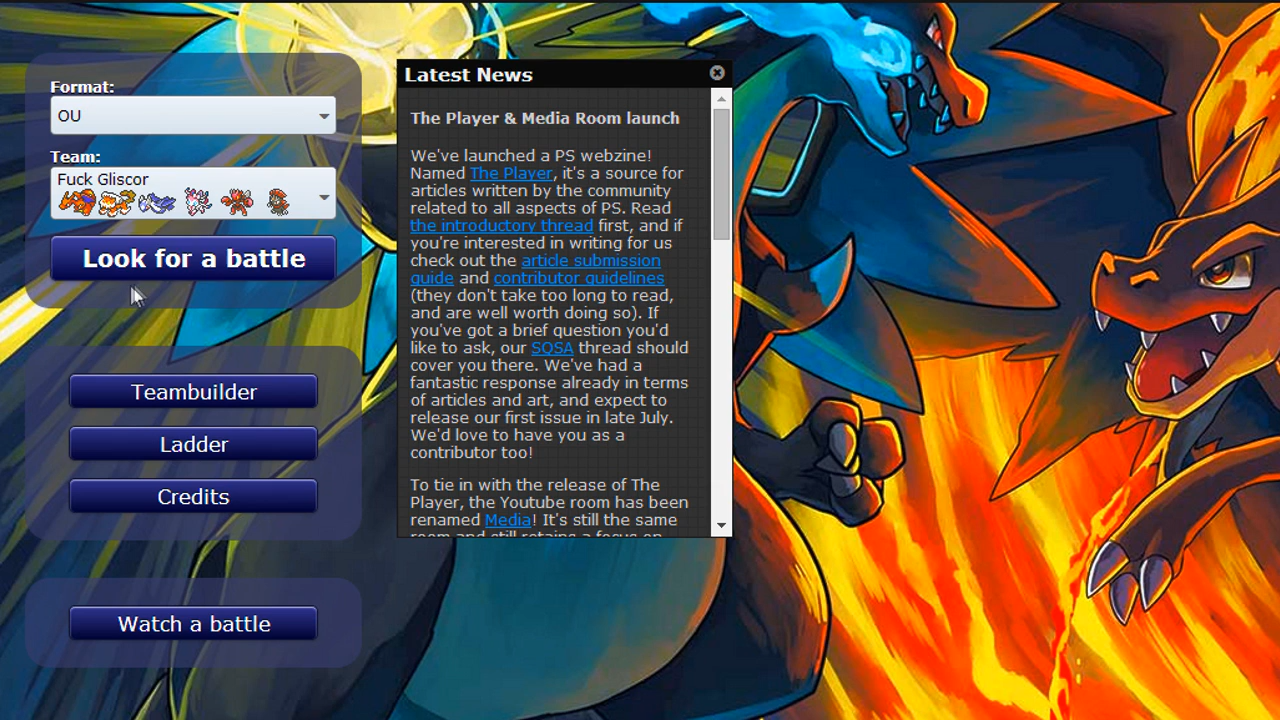 Format:
OU
Team:
Fuck Gliscor
Look for a battle
Teambuilder
Ladder
Credits
Watch a battle
Latest News
The Player & Media Room launch
We've launched a PS webzine!
Named The Player, it's a source for
articles written by the community
related to all aspects of PS. Read
the introductory thread first, and if
you're interested in writing for us
check out the article submission
guide and contributor guidelines
(they don't take too long to read,
and are well worth doing so). If
you've got a brief question you'd
like to ask, our SQSA thread should
cover you there. We've had a
fantastic response already in terms
of articles and art, and expect to
release our first issue in late July.
We'd love to have you as a
contributor too!
To tie in with the release of The
Player, the Youtube room has been
renamed Media! It's still the same
room and still retains a focus on